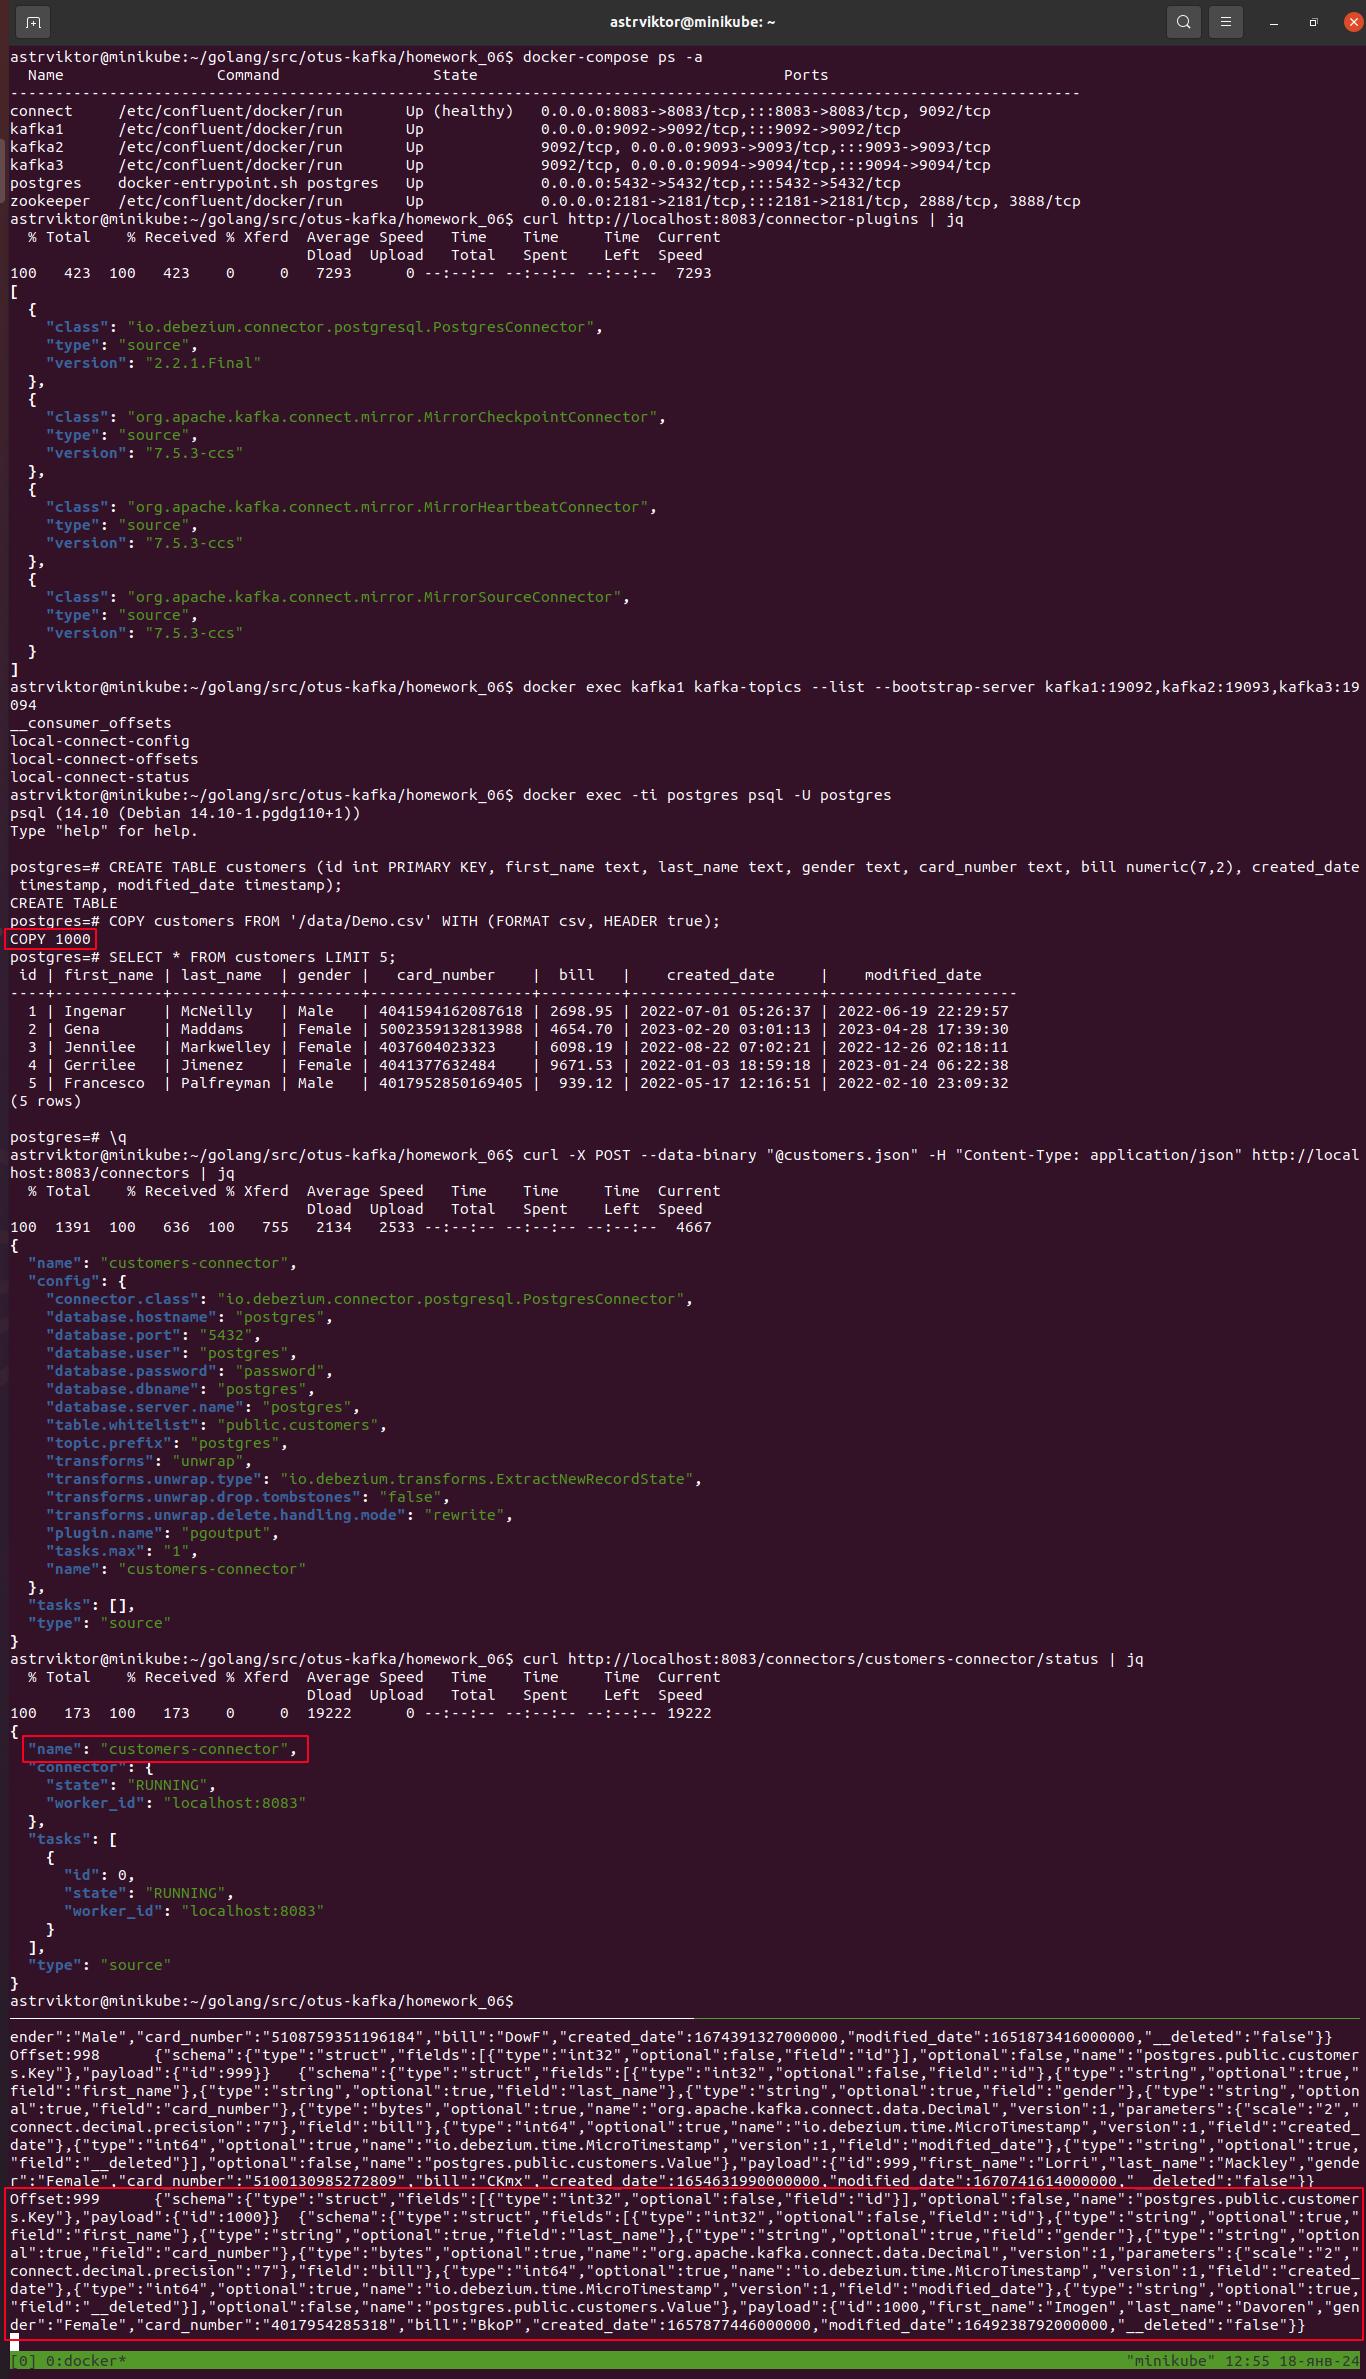 astrviktor@minikube: ~
astrviktor@minikube:~/golang/src/otus-kafka/homework_06$ docker-compose ps -a
  Name                 Command                 State                                  Ports
-----------------------------------------------------------------------------------------------------------------------
connect     /etc/confluent/docker/run       Up (healthy)   0.0.0.0:8083->8083/tcp,:::8083->8083/tcp, 9092/tcp
kafka1      /etc/confluent/docker/run       Up             0.0.0.0:9092->9092/tcp,:::9092->9092/tcp
kafka2      /etc/confluent/docker/run       Up             9092/tcp, 0.0.0.0:9093->9093/tcp,:::9093->9093/tcp
kafka3      /etc/confluent/docker/run       Up             9092/tcp, 0.0.0.0:9094->9094/tcp,:::9094->9094/tcp
postgres    docker-entrypoint.sh postgres   Up             0.0.0.0:5432->5432/tcp,:::5432->5432/tcp
zookeeper   /etc/confluent/docker/run       Up             0.0.0.0:2181->2181/tcp,:::2181->2181/tcp, 2888/tcp, 3888/tcp
astrviktor@minikube:~/golang/src/otus-kafka/homework_06$ curl http://localhost:8083/connector-plugins | jq
  % Total    % Received % Xferd  Average Speed   Time    Time     Time  Current
                                 Dload  Upload   Total   Spent    Left  Speed
100   423  100   423    0     0   7293      0 --:--:-- --:--:-- --:--:--  7293
[
  {
    "class": "io.debezium.connector.postgresql.PostgresConnector",
    "type": "source",
    "version": "2.2.1.Final"
  },
  {
    "class": "org.apache.kafka.connect.mirror.MirrorCheckpointConnector",
    "type": "source",
    "version": "7.5.3-ccs"
  },
  {
    "class": "org.apache.kafka.connect.mirror.MirrorHeartbeatConnector",
    "type": "source",
    "version": "7.5.3-ccs"
  },
  {
    "class": "org.apache.kafka.connect.mirror.MirrorSourceConnector",
    "type": "source",
    "version": "7.5.3-ccs"
  }
]
astrviktor@minikube:~/golang/src/otus-kafka/homework_06$ docker exec kafka1 kafka-topics --list --bootstrap-server kafka1:19092,kafka2:19093,kafka3:19
094
__consumer_offsets
local-connect-config
local-connect-offsets
local-connect-status
astrviktor@minikube:~/golang/src/otus-kafka/homework_06$ docker exec -ti postgres psql -U postgres
psql (14.10 (Debian 14.10-1.pgdg110+1))
Type "help" for help.
postgres=# CREATE TABLE customers (id int PRIMARY KEY, first_name text, last_name text, gender text, card_number text, bill numeric(7,2), created_date
 timestamp, modified_date timestamp);
CREATE TABLE
postgres=# COPY customers FROM '/data/Demo.csv' WITH (FORMAT csv, HEADER true);
COPY 1000
postgres=# SELECT * FROM customers LIMIT 5;
 id | first_name | last_name  | gender |   card_number    |  bill   |    created_date     |    modified_date
----+------------+------------+--------+------------------+---------+---------------------+---------------------
  1 | Ingemar    | McNeilly   | Male   | 4041594162087618 | 2698.95 | 2022-07-01 05:26:37 | 2022-06-19 22:29:57
  2 | Gena       | Maddams    | Female | 5002359132813988 | 4654.70 | 2023-02-20 03:01:13 | 2023-04-28 17:39:30
  3 | Jennilee   | Markwelley | Female | 4037604023323    | 6098.19 | 2022-08-22 07:02:21 | 2022-12-26 02:18:11
  4 | Gerrilee   | Jimenez    | Female | 4041377632484    | 9671.53 | 2022-01-03 18:59:18 | 2023-01-24 06:22:38
  5 | Francesco  | Palfreyman | Male   | 4017952850169405 |  939.12 | 2022-05-17 12:16:51 | 2022-02-10 23:09:32
(5 rows)
postgres=# \q
astrviktor@minikube:~/golang/src/otus-kafka/homework_06$ curl -X POST --data-binary "@customers.json" -H "Content-Type: application/json" http://local
host:8083/connectors | jq
  % Total    % Received % Xferd  Average Speed   Time    Time     Time  Current
                                 Dload  Upload   Total   Spent    Left  Speed
100  1391  100   636  100   755   2134   2533 --:--:-- --:--:-- --:--:--  4667
{
  "name": "customers-connector",
  "config": {
    "connector.class": "io.debezium.connector.postgresql.PostgresConnector",
    "database.hostname": "postgres",
    "database.port": "5432",
    "database.user": "postgres",
    "database.password": "password",
    "database.dbname": "postgres",
    "database.server.name": "postgres",
    "table.whitelist": "public.customers",
    "topic.prefix": "postgres",
    "transforms": "unwrap",
    "transforms.unwrap.type": "io.debezium.transforms.ExtractNewRecordState",
    "transforms.unwrap.drop.tombstones": "false",
    "transforms.unwrap.delete.handling.mode": "rewrite",
    "plugin.name": "pgoutput",
    "tasks.max": "1",
    "name": "customers-connector"
  },
  "tasks": [],
  "type": "source"
}
astrviktor@minikube:~/golang/src/otus-kafka/homework_06$ curl http://localhost:8083/connectors/customers-connector/status | jq
  % Total    % Received % Xferd  Average Speed   Time    Time     Time  Current
                                 Dload  Upload   Total   Spent    Left  Speed
100   173  100   173    0     0  19222      0 --:--:-- --:--:-- --:--:-- 19222
{
  "name": "customers-connector",
  "connector": {
    "state": "RUNNING",
    "worker_id": "localhost:8083"
  },
  "tasks": [
    {
      "id": 0,
      "state": "RUNNING",
      "worker_id": "localhost:8083"
    }
  ],
  "type": "source"
}
astrviktor@minikube:~/golang/src/otus-kafka/homework_06$
ender":"Male","card_number":"5108759351196184","bill":"DowF","created_date":1674391327000000,"modified_date":1651873416000000,"__deleted":"false"}}
Offset:998      {"schema":{"type":"struct","fields":[{"type":"int32","optional":false,"field":"id"}],"optional":false,"name":"postgres.public.customer
s.Key"},"payload":{"id":999}}   {"schema":{"type":"struct","fields":[{"type":"int32","optional":false,"field":"id"},{"type":"string","optional":true,"
field":"first_name"},{"type":"string","optional":true,"field":"last_name"},{"type":"string","optional":true,"field":"gender"},{"type":"string","option
al":true,"field":"card_number"},{"type":"bytes","optional":true,"name":"org.apache.kafka.connect.data.Decimal","version":1,"parameters":{"scale":"2","
connect.decimal.precision":"7"},"field":"bill"},{"type":"int64","optional":true,"name":"io.debezium.time.MicroTimestamp","version":1,"field":"created_
date"},{"type":"int64","optional":true,"name":"io.debezium.time.MicroTimestamp","version":1,"field":"modified_date"},{"type":"string","optional":true,
"field":"__deleted"}],"optional":false,"name":"postgres.public.customers.Value"},"payload":{"id":999,"first_name":"Lorri","last_name":"Mackley","gende
r":"Female","card_number":"5100130985272809","bill":"CKmx","created_date":1654631990000000,"modified_date":1670741614000000,"__deleted":"false"}}
Offset:999      {"schema":{"type":"struct","fields":[{"type":"int32","optional":false,"field":"id"}],"optional":false,"name":"postgres.public.customer
s.Key"},"payload":{"id":1000}}  {"schema":{"type":"struct","fields":[{"type":"int32","optional":false,"field":"id"},{"type":"string","optional":true,"
field":"first_name"},{"type":"string","optional":true,"field":"last_name"},{"type":"string","optional":true,"field":"gender"},{"type":"string","option
al":true,"field":"card_number"},{"type":"bytes","optional":true,"name":"org.apache.kafka.connect.data.Decimal","version":1,"parameters":{"scale":"2","
connect.decimal.precision":"7"},"field":"bill"},{"type":"int64","optional":true,"name":"io.debezium.time.MicroTimestamp","version":1,"field":"created_
date"},{"type":"int64","optional":true,"name":"io.debezium.time.MicroTimestamp","version":1,"field":"modified_date"},{"type":"string","optional":true,
"field":"__deleted"}],"optional":false,"name":"postgres.public.customers.Value"},"payload":{"id":1000,"first_name":"Imogen","last_name":"Davoren","gen
der":"Female","card_number":"4017954285318","bill":"BkoP","created_date":1657877446000000,"modified_date":1649238792000000,"__deleted":"false"}}
[0] 0:docker*                                                                                                               "minikube" 12:55 18-янв-24